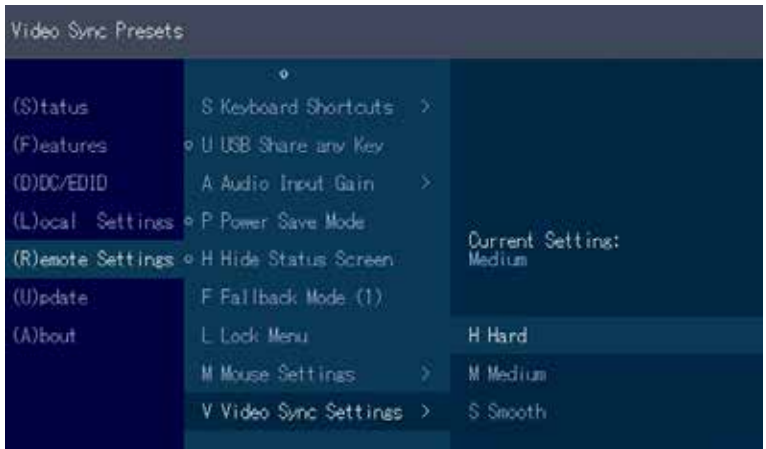 Video Sync Presets
(S)tatus
(F)eatures
(D)DC/EDID
(L)ocal Settings
(R)emote Settings
(U)pdate
(A)bout
S Keyboard Shortcuts >
U USB Share any Key
A Audio Input Gain >
P Power Save Mode
H Hide Status Screen
F Fallback Mode (1)
L Lock Menu
M Mouse Settings >
V Video Sync Settings >
Current Setting:
Medium
H Hard
M Medium
S Smooth